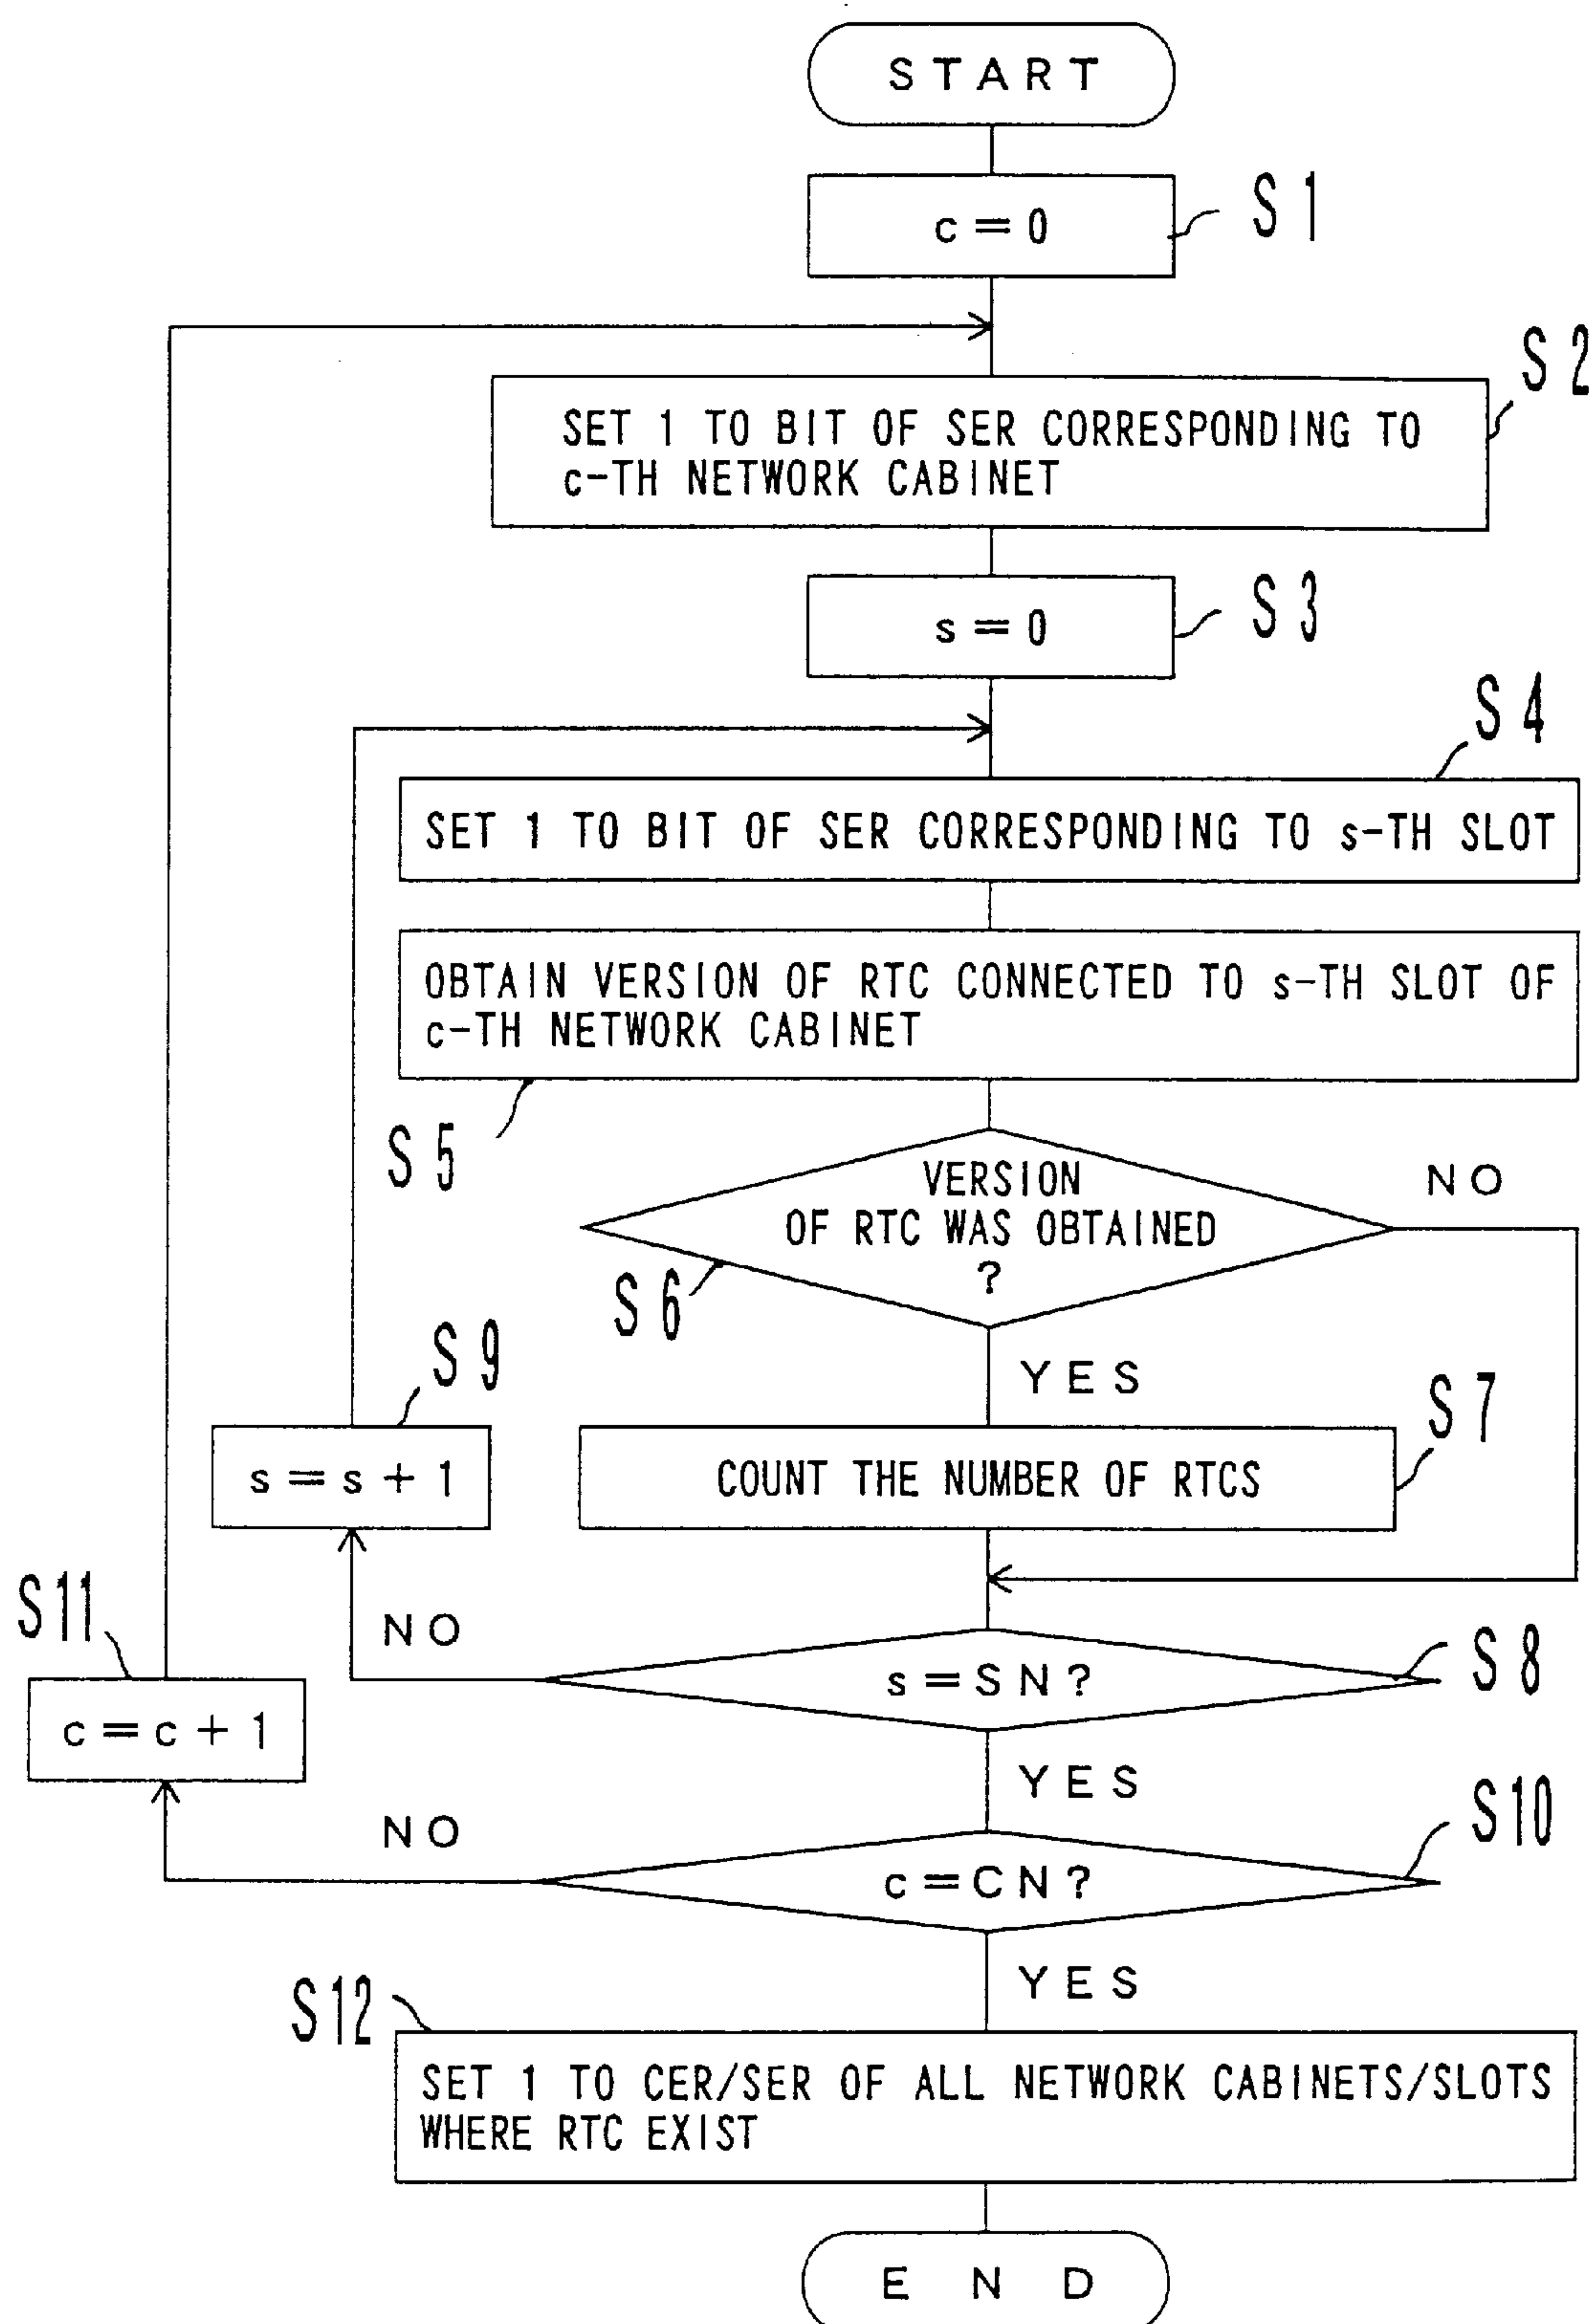 START
c=0
S1
S2
SET 1 TO BIT OF SER CORRESPONDING TO
c-TH NETWORK CABINET
s=0
S3
S4
SET 1 TO BIT OF SER CORRESPONDING TO s-TH SLOT
OBTAIN VERSION OF RTC CONNECTED TO s-TH SLOT OF
c-TH NETWORK CABINET
S5
VERSION
OF RTC WAS OBTAINED
?
NO
S6
YES
S9
s=s+1
S7
COUNT THE NUMBER OF RTCS
S11
NO
s=SN?
S8
c=c+1
YES
NO
S10
c=CN?
YES
S12
SET 1 TO CER/SER OF ALL NETWORK CABINETS/SLOTS
WHERE RTC EXIST
END